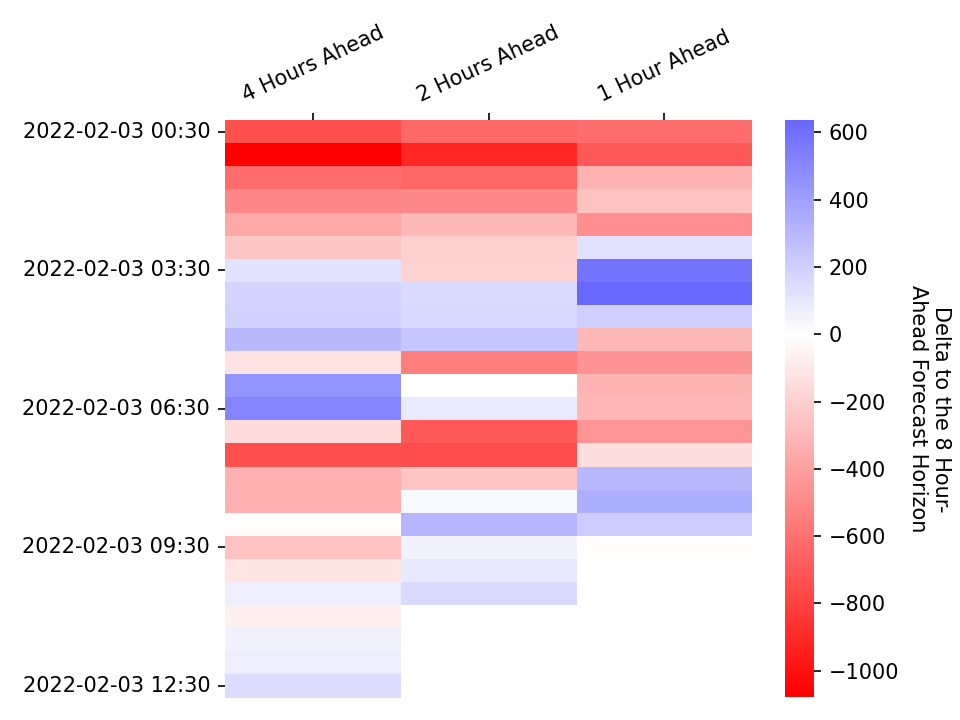 4 Hours Ahead
2 Hours Ahead
1 Hour Ahead
2022-02-03 00:30
2022-02-03 03:30
2022-02-03 06:30
2022-02-03 09:30
2022-02-03 12:30
600
400
200
0
−200
−400
−600
−800
−1000
Delta to the 8 Hour-
Ahead Forecast Horizon